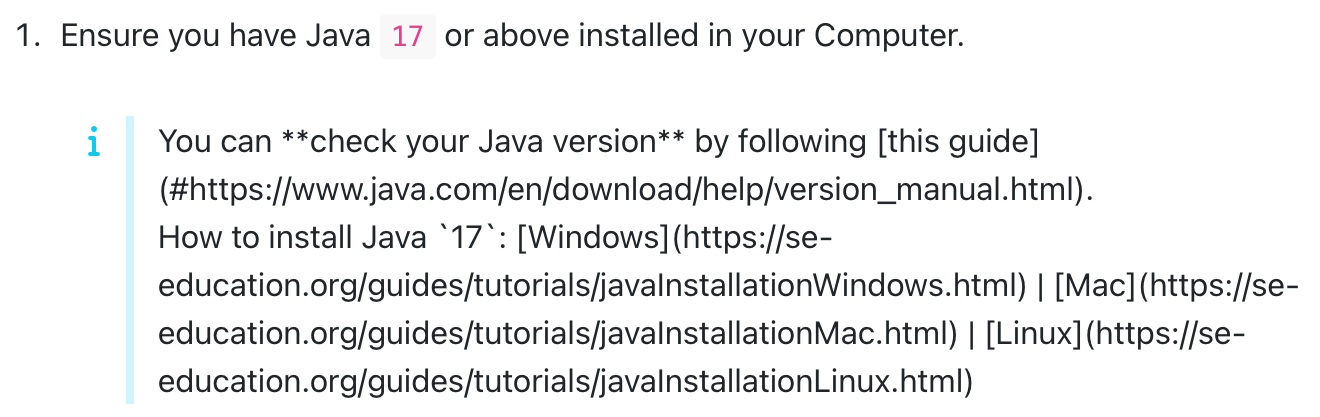 1. Ensure you have Java 17 or above installed in your Computer.
i You can **check your Java version** by following [this guide]
(#https://www.java.com/en/download/help/version_manual.html).
How to install Java `17`: [Windows](https://se-
education.org/guides/tutorials/javaInstallationWindows.html) | [Mac](https://se-
education.org/guides/tutorials/javaInstallationMac.html) | [Linux](https://se-
education.org/guides/tutorials/javaInstallationLinux.html)